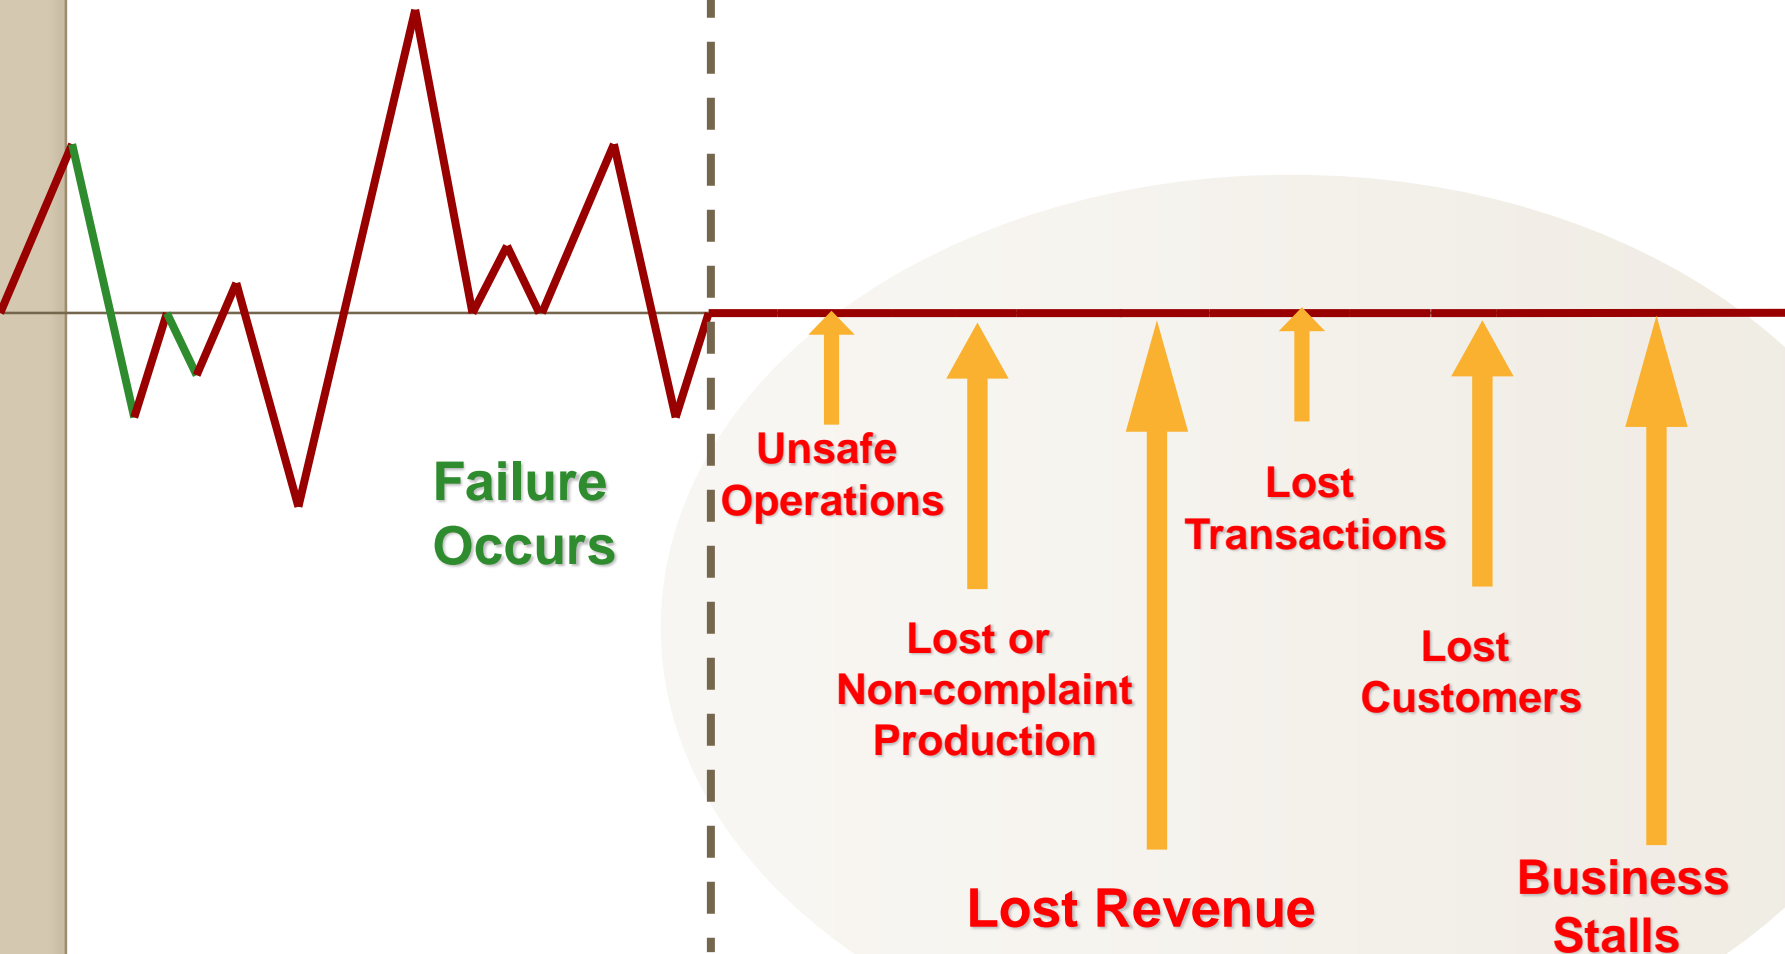 Failure
Occurs
Unsafe
Operations
Lost or
Non-complaint
Production
Lost Revenue
Lost
Transactions
Lost
Customers
Business
Stalls